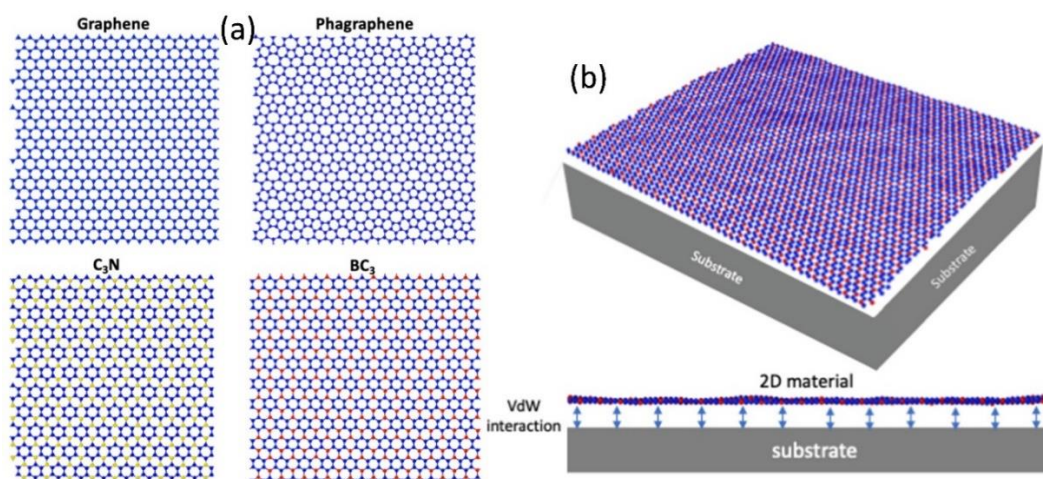 Graphene
(a)
Phagraphene
C₃N
BC₃
(b)
Substrate
Substrate
2D material
VdW
interaction
substrate